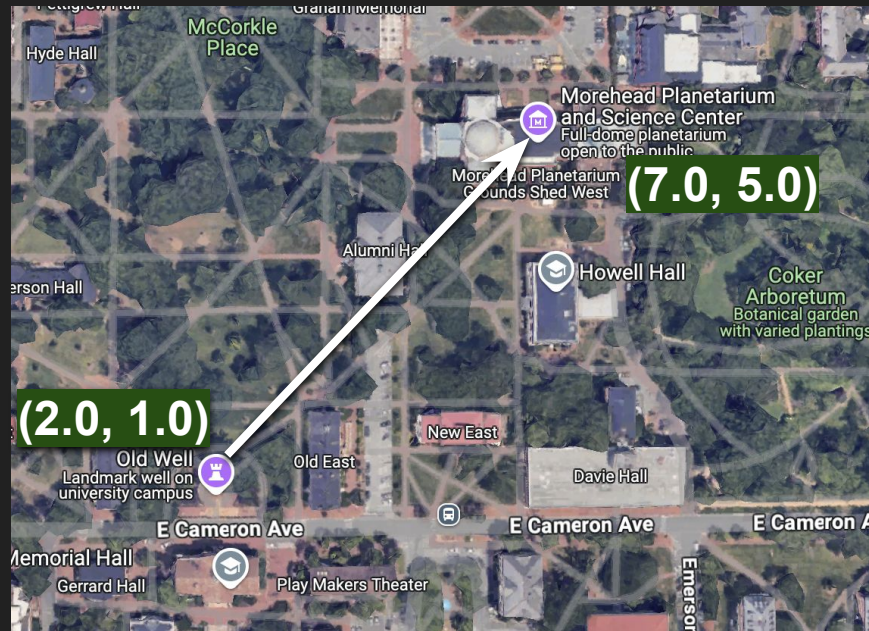 Pettigrew Hall
Graham Memorial
McCorkle
Place
Hyde Hall
Morehead Planetarium
and Science Center
Full-dome planetarium
open to the public
Morehead Planetarium
Grounds Shed West
(7.0, 5.0)
Alumni Hall
Howell Hall
erson Hall
Coker
Arboretum
Botanical garden
with varied plantings
(2.0, 1.0)
New East
Old Well
Landmark well on
university campus
Old East
Davie Hall
E Cameron Ave
E Cameron Ave
E Cameron A
Memorial Hall
Gerrard Hall
Play Makers Theater
Emerson